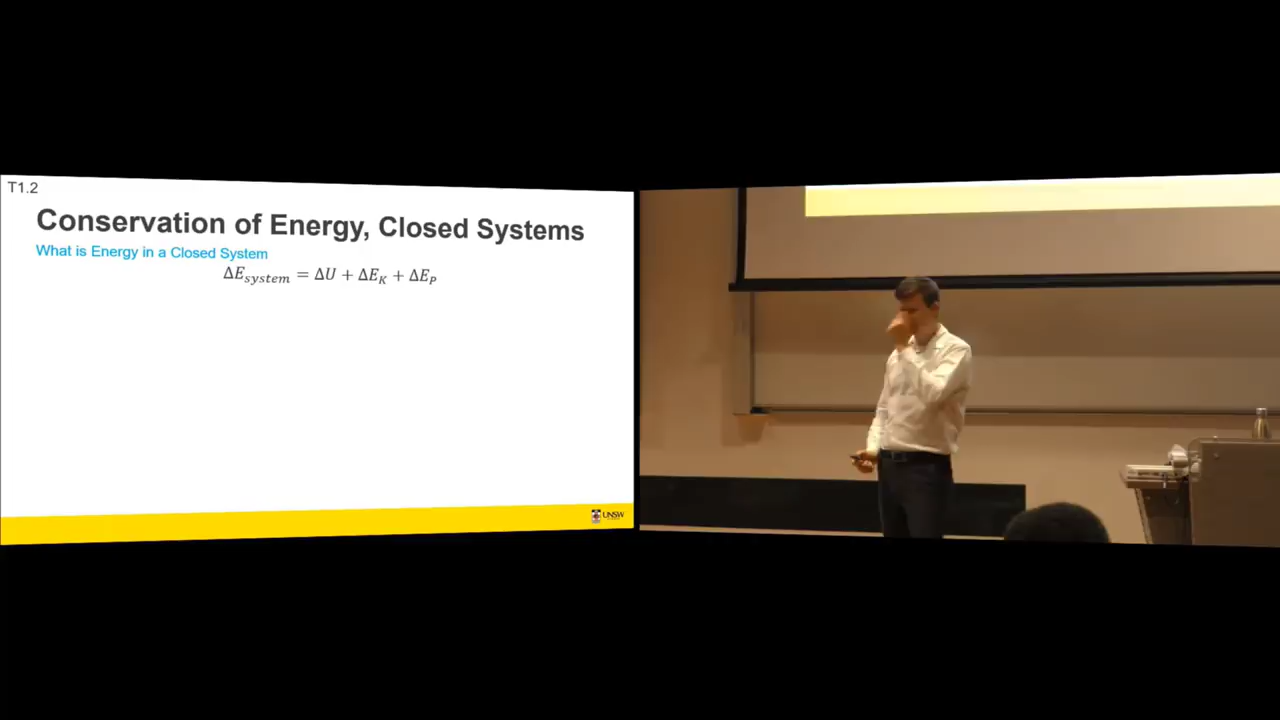 T1.2
Conservation of Energy, Closed Systems
What is Energy in a Closed System
ΔE_system = ΔU + ΔE_K + ΔE_P
UNSW